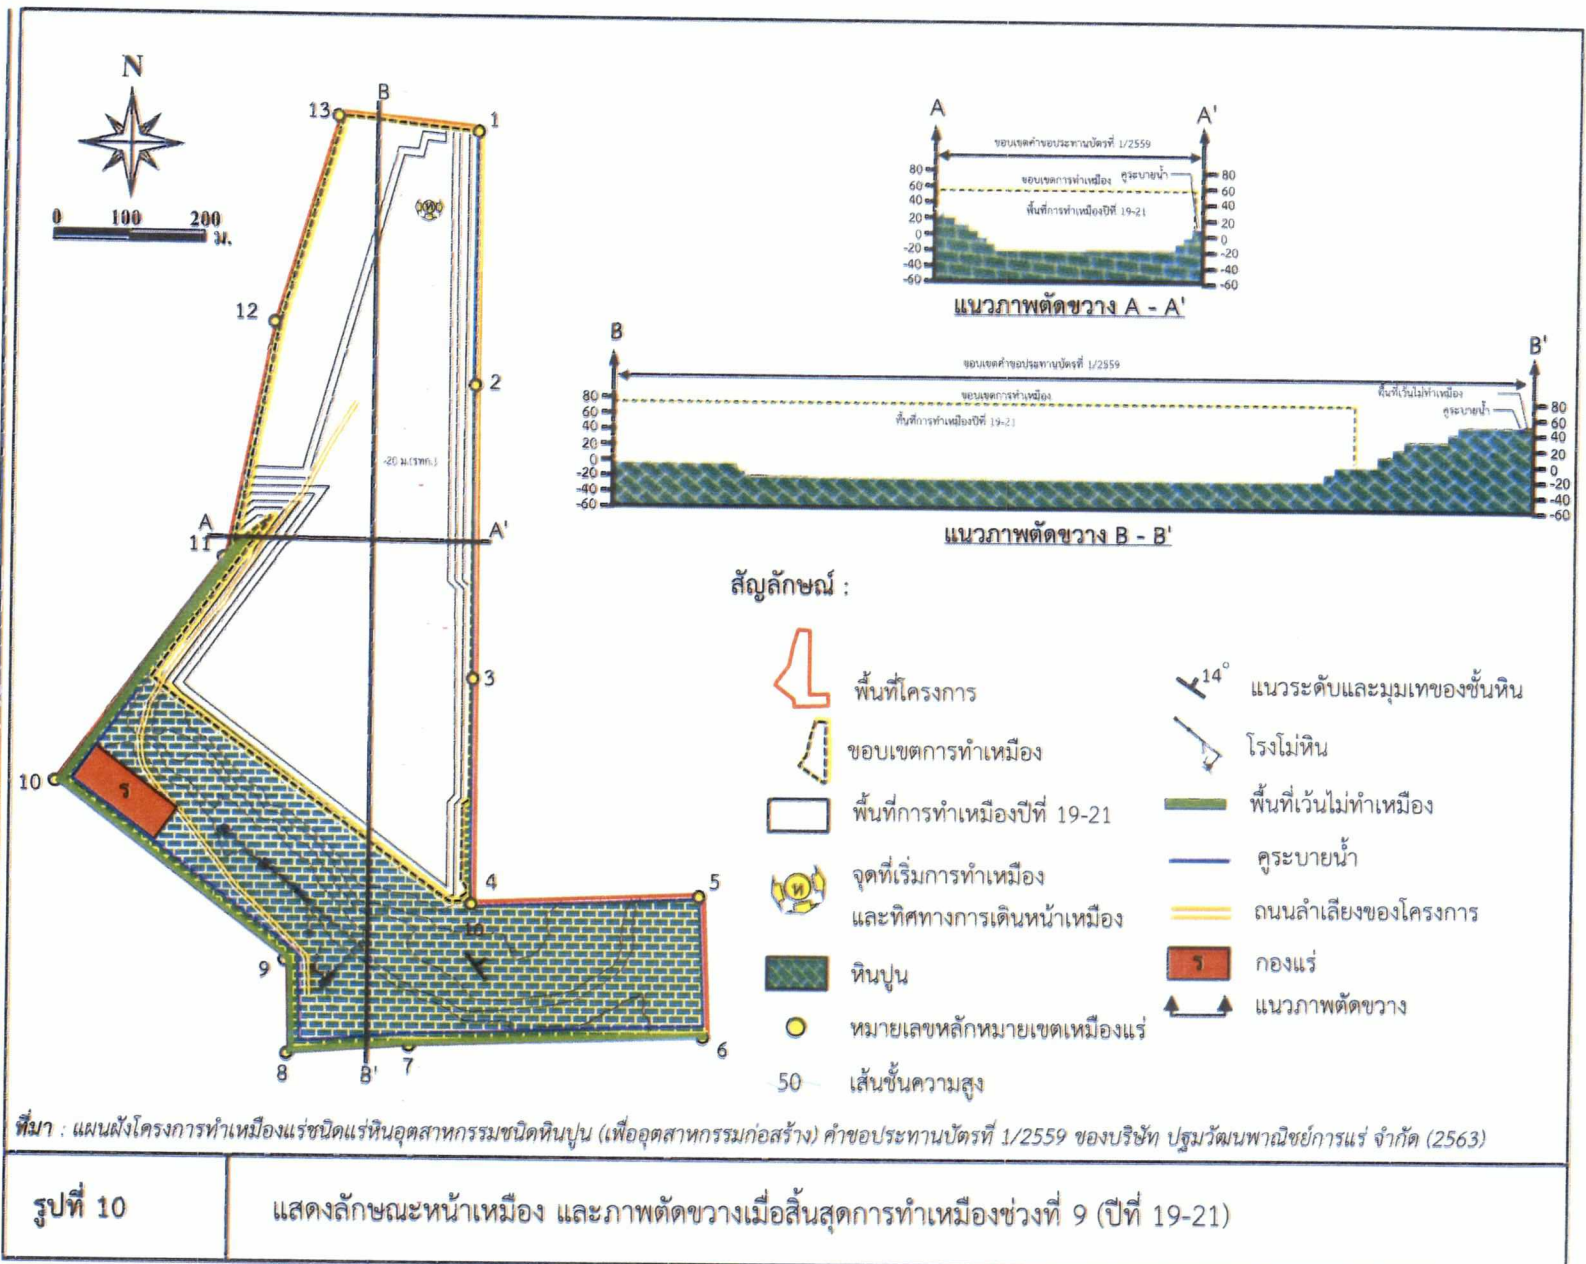 N
0 100 200 ม.
B
13
1
12
2
-20 ม.(รทก.)
A
A'
11
3
10
ร
4
5
9
8
7
6
B'
A
A'
ขอบเขตคำขอประทานบัตรที่ 1/2559
ขอบเขตการทำเหมือง
คูระบายน้ำ
พื้นที่การทำเหมืองปีที่ 19-21
80
60
40
20
0
-20
-40
-60
80
60
40
20
0
-20
-40
-60
แนวภาพตัดขวาง A - A'
B
B'
ขอบเขตคำขอประทานบัตรที่ 1/2559
ขอบเขตการทำเหมือง
พื้นที่เว้นไม่ทำเหมือง
คูระบายน้ำ
พื้นที่การทำเหมืองปีที่ 19-21
80
60
40
20
0
-20
-40
-60
80
60
40
20
0
-20
-40
-60
แนวภาพตัดขวาง B - B'
สัญลักษณ์ :
พื้นที่โครงการ
ขอบเขตการทำเหมือง
พื้นที่การทำเหมืองปีที่ 19-21
ห
จุดที่เริ่มการทำเหมือง
และทิศทางการเดินหน้าเหมือง
หินปูน
หมายเลขหลักหมายเขตเหมืองแร่
50 เส้นชั้นความสูง
14° แนวระดับและมุมเทของชั้นหิน
โรงโม่หิน
พื้นที่เว้นไม่ทำเหมือง
คูระบายน้ำ
ถนนลำเลียงของโครงการ
ร กองแร่
แนวภาพตัดขวาง
ที่มา : แผนผังโครงการทำเหมืองแร่ชนิดแร่หินอุตสาหกรรมชนิดหินปูน (เพื่ออุตสาหกรรมก่อสร้าง) คำขอประทานบัตรที่ 1/2559 ของบริษัท ปฐมวัฒนพาณิชย์การแร่ จำกัด (2563)
รูปที่ 10
แสดงลักษณะหน้าเหมือง และภาพตัดขวางเมื่อสิ้นสุดการทำเหมืองช่วงที่ 9 (ปีที่ 19-21)